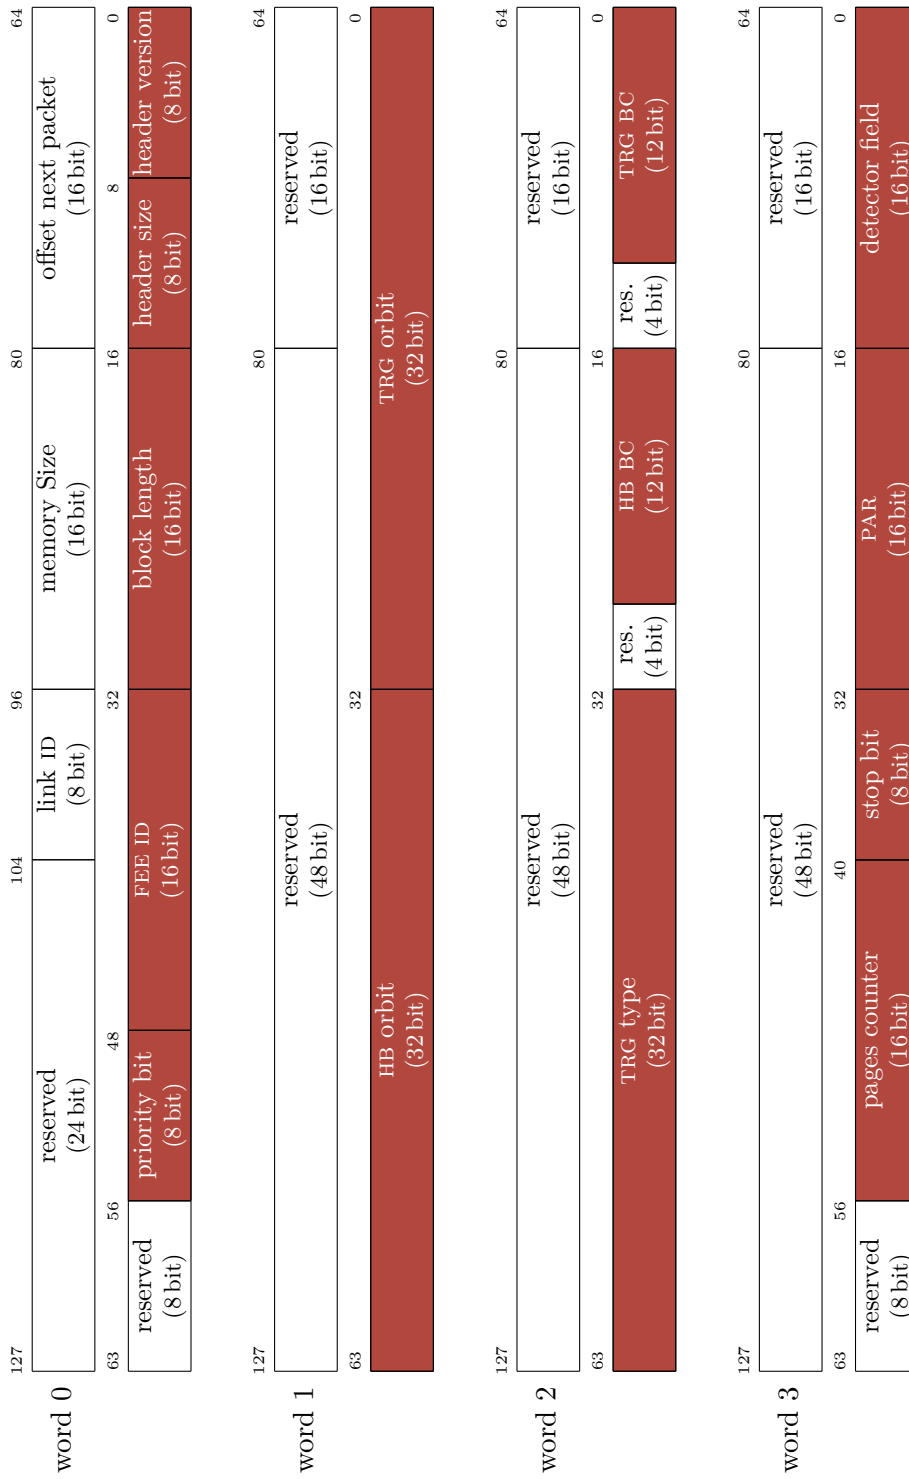 word 0
127
104
96
80
64
reserved
(24 bit)
link ID
(8 bit)
memory Size
(16 bit)
offset next packet
(16 bit)
63
56
48
32
16
8
0
reserved
(8 bit)
priority bit
(8 bit)
FEE ID
(16 bit)
block length
(16 bit)
header size
(8 bit)
header version
(8 bit)
word 1
127
80
64
reserved
(48 bit)
reserved
(16 bit)
63
32
0
HB orbit
(32 bit)
TRG orbit
(32 bit)
word 2
127
80
64
reserved
(48 bit)
reserved
(16 bit)
63
32
16
0
TRG type
(32 bit)
res.
(4 bit)
HB BC
(12 bit)
res.
(4 bit)
TRG BC
(12 bit)
word 3
127
80
64
reserved
(48 bit)
reserved
(16 bit)
63
56
40
32
16
0
reserved
(8 bit)
pages counter
(16 bit)
stop bit
(8 bit)
PAR
(16 bit)
detector field
(16 bit)